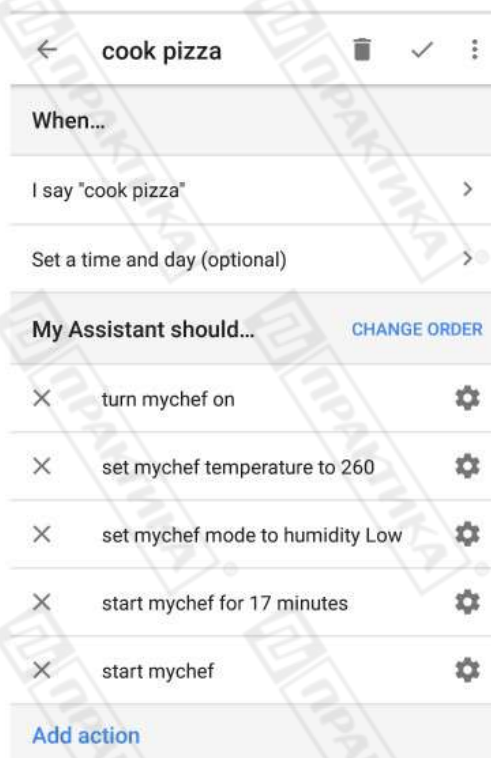 cook pizza
When...
I say "cook pizza"
Set a time and day (optional)
My Assistant should...
CHANGE ORDER
turn mychef on
set mychef temperature to 260
set mychef mode to humidity Low
start mychef for 17 minutes
start mychef
Add action
ПРАКТИКА